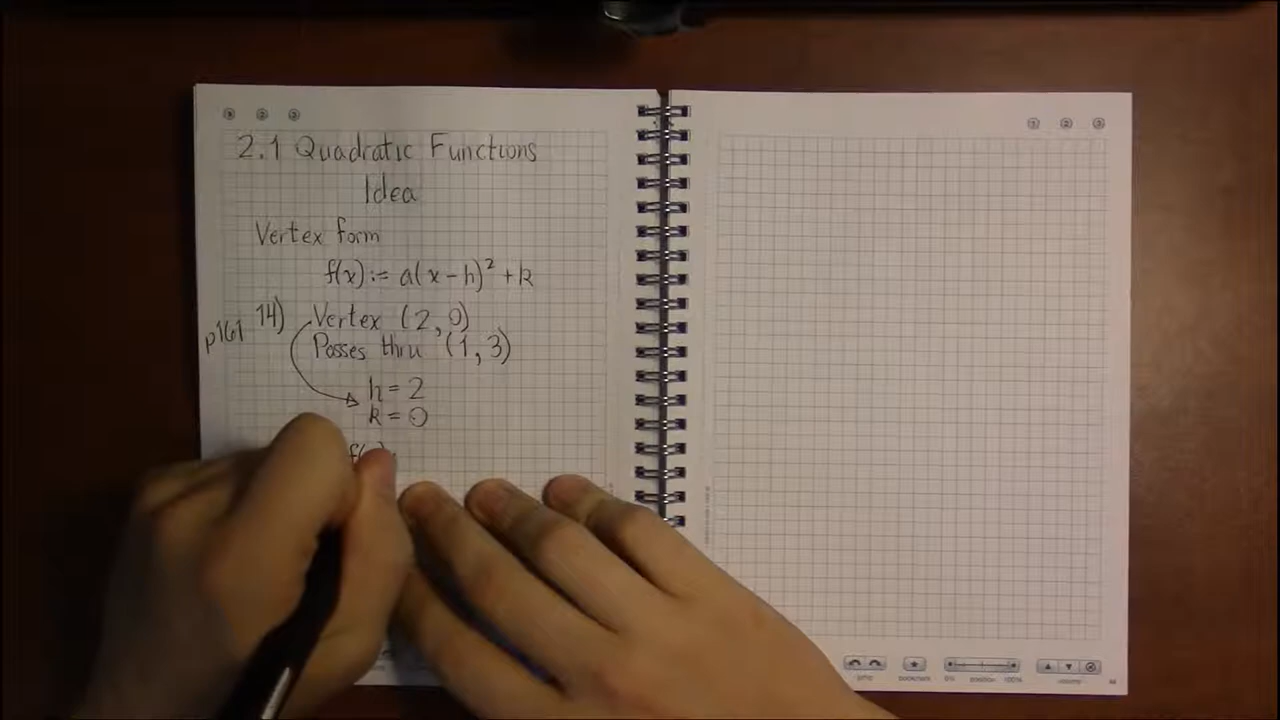 2.1 Quadratic Functions
Idea
Vertex form
f(x) := a(x-h)² + k
p161 14) Vertex (2, 0)
Passes thru (1, 3)
h = 2
k = 0